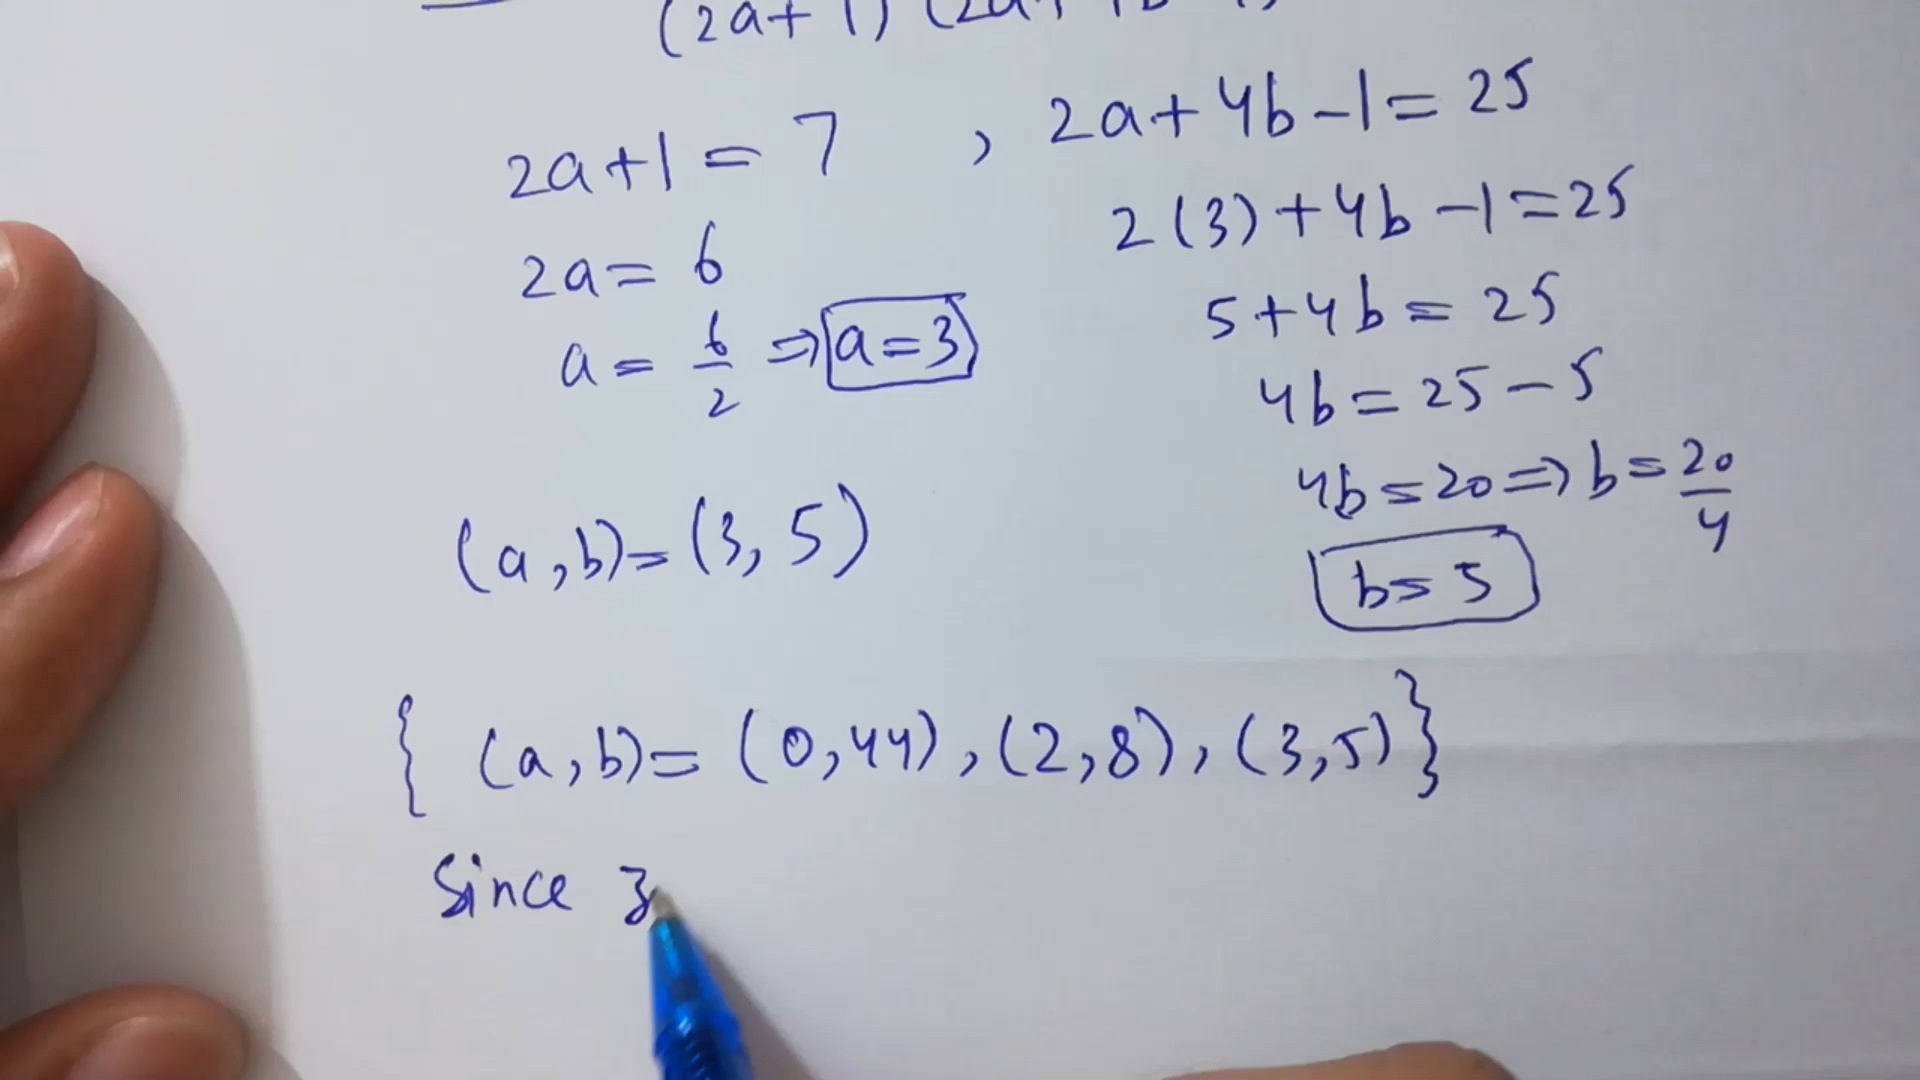 (2a+1)
2a+1 = 7 , 2a+4b-1 = 25
2(3)+4b-1=25
2a = 6
5+4b = 25
a = 6/2 ⇒ a=3
4b = 25-5
4b = 20 ⇒ b = 20/4
(a,b)=(3,5)
b = 5
{ (a,b)= (0,44), (2,8), (3,5) }
Since 3